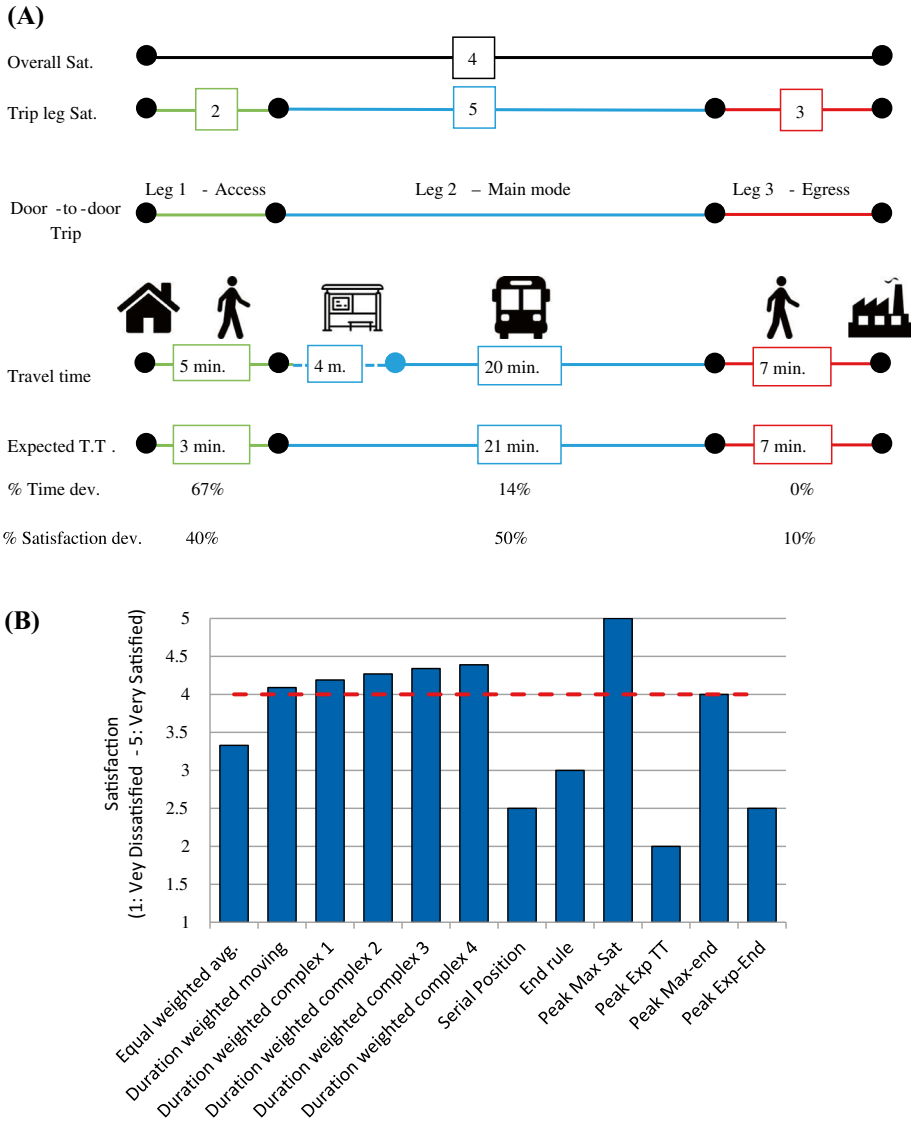 (A)
Overall Sat.
4
Trip leg Sat.
2
5
3
Leg 1 - Access
Leg 2 – Main mode
Leg 3 - Egress
Door -to-door
Trip
Travel time
5 min.
4 m.
20 min.
7 min.
Expected T.T .
3 min.
21 min.
7 min.
% Time dev.
67%
14%
0%
% Satisfaction dev.
40%
50%
10%
(B)
Satisfaction
(1: Vey Dissatisfied - 5: Very Satisfied)
5
4.5
4
3.5
3
2.5
2
1.5
1
Equal weighted avg.
Duration weighted moving
Duration weighted complex 1
Duration weighted complex 2
Duration weighted complex 3
Duration weighted complex 4
Serial Position
End rule
Peak Max Sat
Peak Exp TT
Peak Max-end
Peak Exp-End